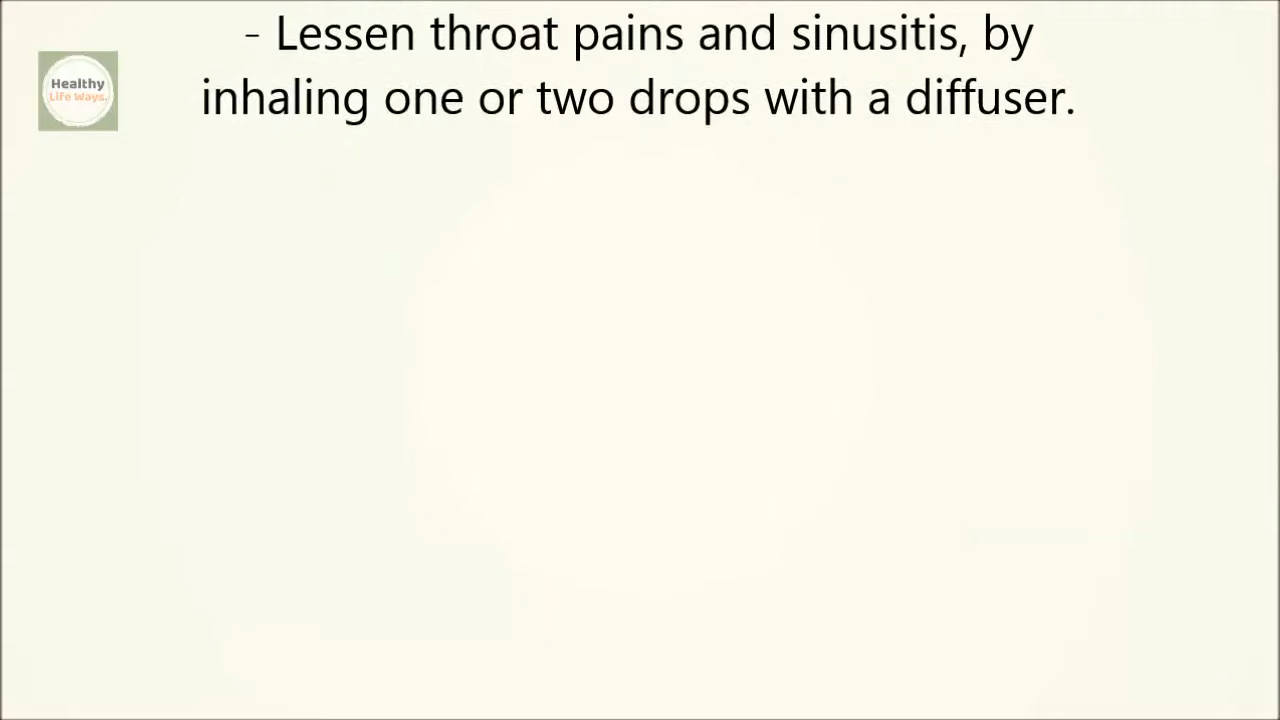 - Lessen throat pains and sinusitis, by
inhaling one or two drops with a diffuser.
Healthy
Life Ways.